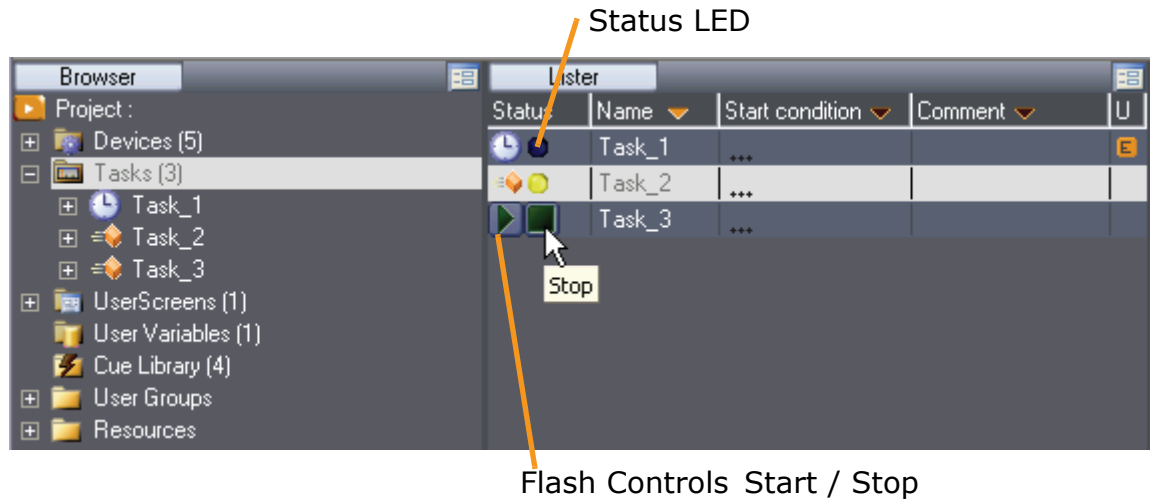 Status LED
Browser
Lister
Project :
Status Name Start condition Comment U
Devices (5)
Task_1 ... E
Tasks (3)
Task_2 ...
Task_1
Task_3 ...
Task_2
Task_3
Stop
UserScreens (1)
User Variables (1)
Cue Library (4)
User Groups
Resources
Flash Controls Start / Stop